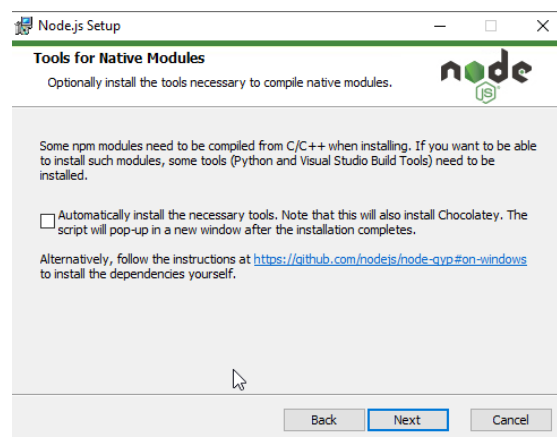 Node.js Setup
Tools for Native Modules
Optionally install the tools necessary to compile native modules.
node
JS
Some npm modules need to be compiled from C/C++ when installing. If you want to be able
to install such modules, some tools (Python and Visual Studio Build Tools) need to be
installed.
Automatically install the necessary tools. Note that this will also install Chocolatey. The
script will pop-up in a new window after the installation completes.
Alternatively, follow the instructions at https://github.com/nodejs/node-gyp#on-windows
to install the dependencies yourself.
Back Next Cancel